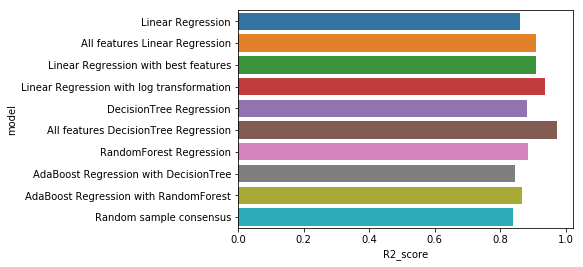 Linear Regression
All features Linear Regression
Linear Regression with best features
Linear Regression with log transformation
DecisionTree Regression
All features DecisionTree Regression
RandomForest Regression
AdaBoost Regression with DecisionTree
AdaBoost Regression with RandomForest
Random sample consensus
model
0.0 0.2 0.4 0.6 0.8 1.0
R2_score